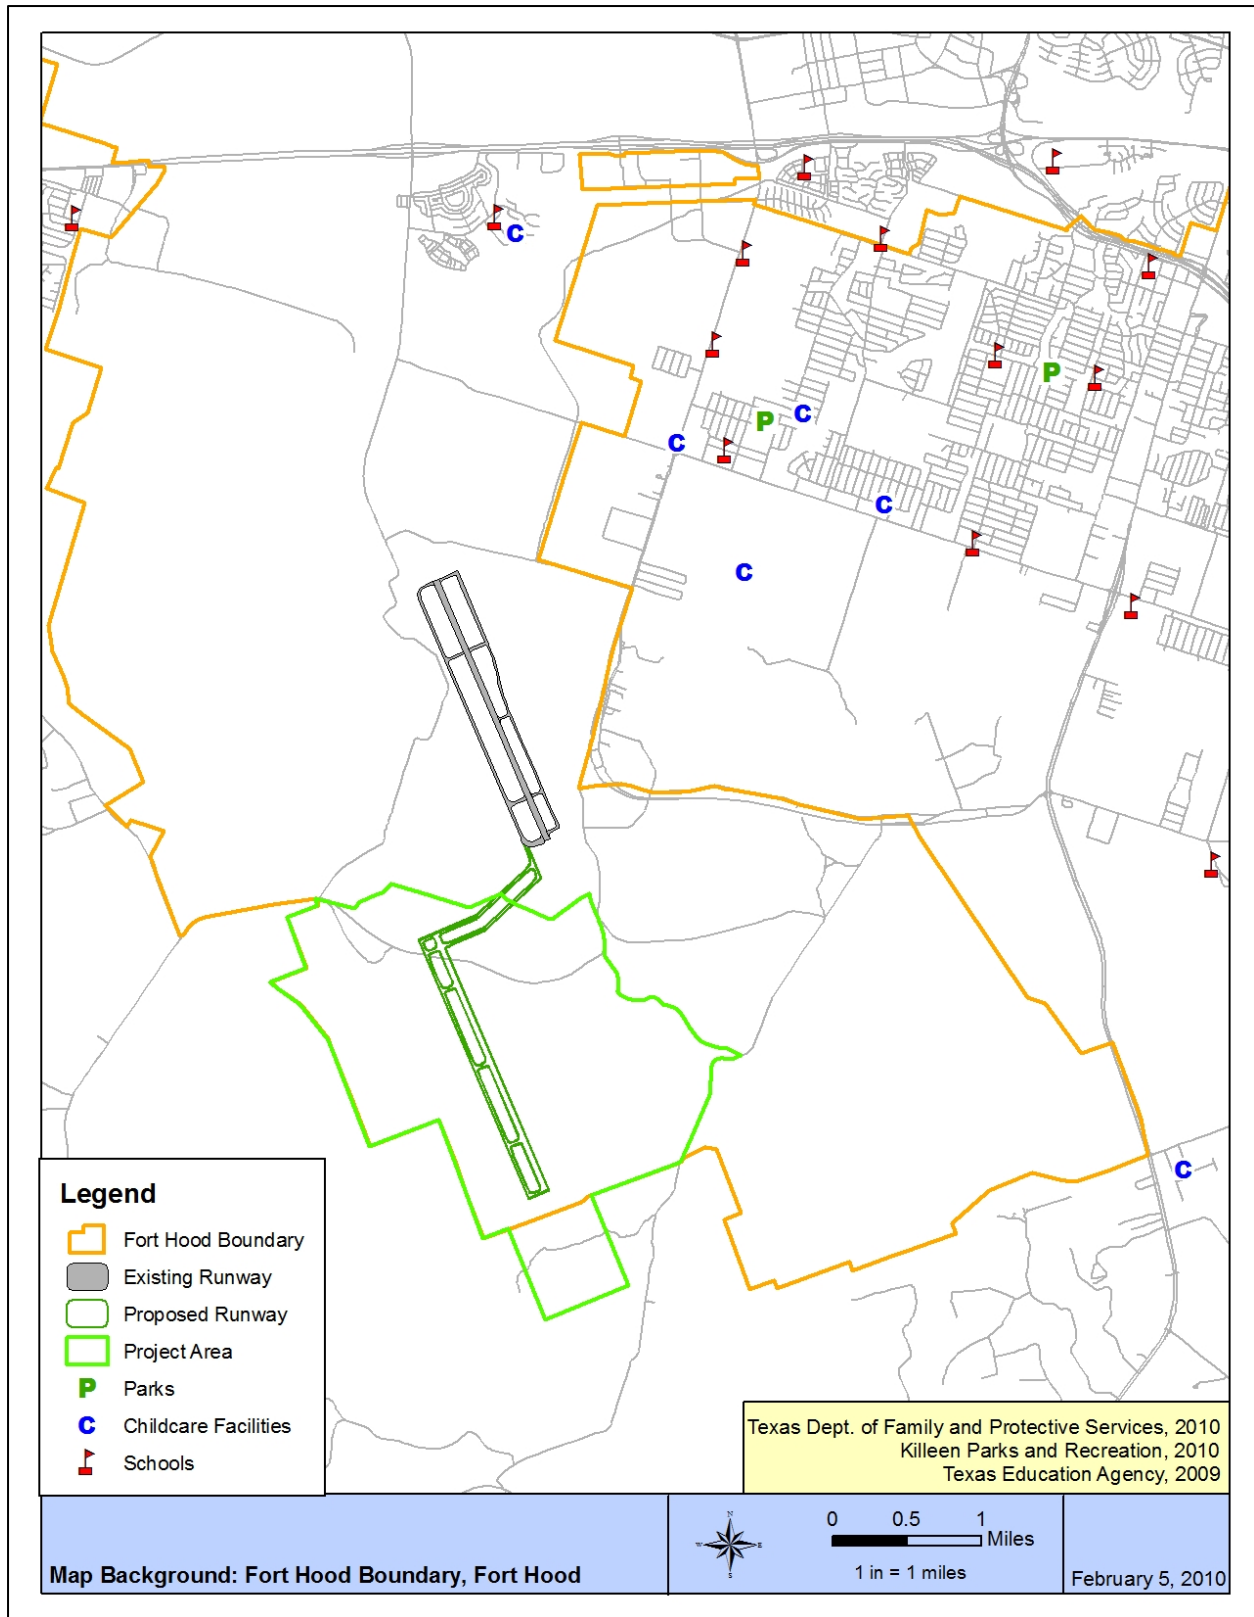 P
C
C
C
P
C
C
C
Legend
Fort Hood Boundary
Existing Runway
Proposed Runway
Project Area
P Parks
C Childcare Facilities
Schools
Texas Dept. of Family and Protective Services, 2010
Killeen Parks and Recreation, 2010
Texas Education Agency, 2009
Map Background: Fort Hood Boundary, Fort Hood
N
W E
S
0 0.5 1
Miles
1 in = 1 miles
February 5, 2010